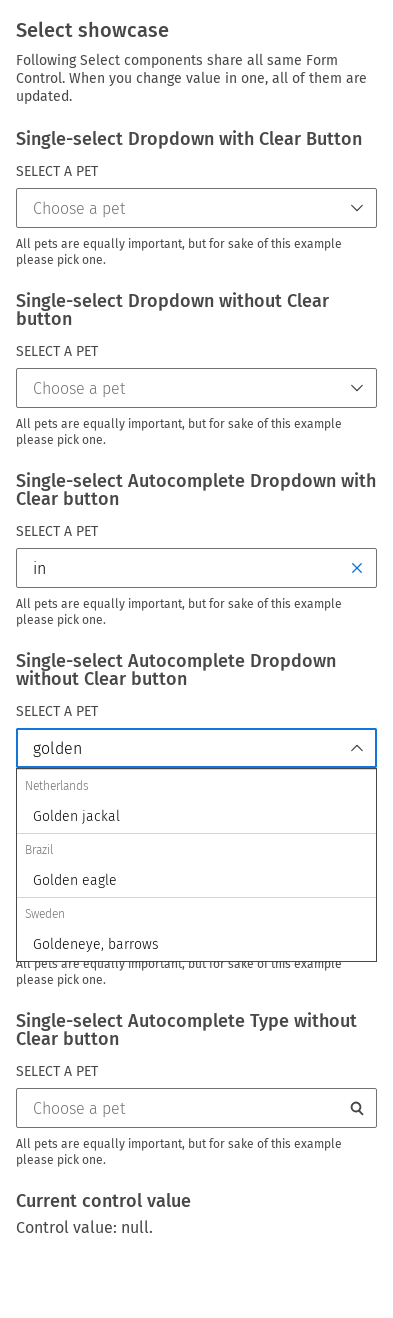 Select showcase
Following Select components share all same Form
Control. When you change value in one, all of them are
updated.
Single-select Dropdown with Clear Button
SELECT A PET
Choose a pet
All pets are equally important, but for sake of this example
please pick one.
Single-select Dropdown without Clear
button
SELECT A PET
Choose a pet
All pets are equally important, but for sake of this example
please pick one.
Single-select Autocomplete Dropdown with
Clear button
SELECT A PET
in
All pets are equally important, but for sake of this example
please pick one.
Single-select Autocomplete Dropdown
without Clear button
SELECT A PET
golden
Netherlands
Golden jackal
Brazil
Golden eagle
Sweden
Goldeneye, barrows
All pets are equally important, but for sake of this example
please pick one.
Single-select Autocomplete Type without
Clear button
SELECT A PET
Choose a pet
All pets are equally important, but for sake of this example
please pick one.
Current control value
Control value: null.